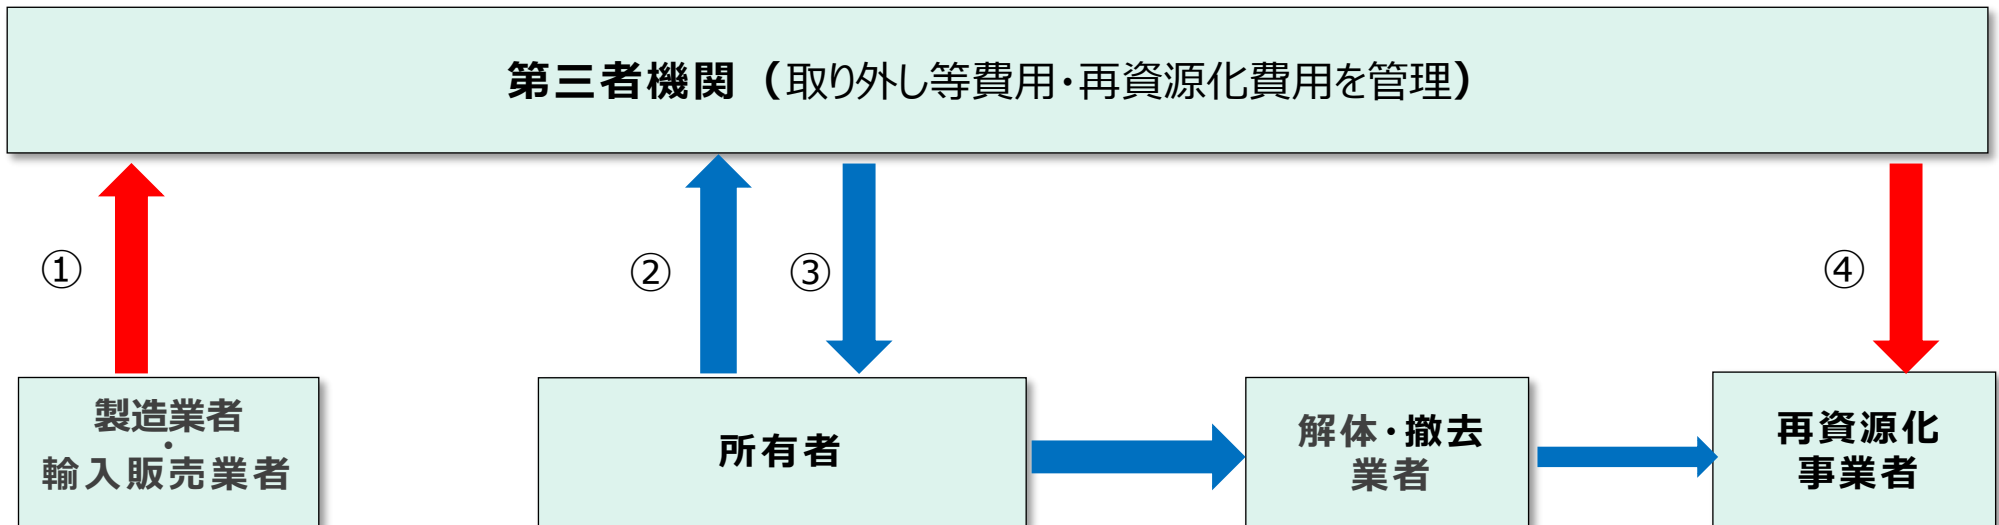 第三者機関（取り外し等費用・再資源化費用を管理）
①
②
③
④
製造業者
・
輸入販売業者
所有者
解体・撤去
業者
再資源化
事業者